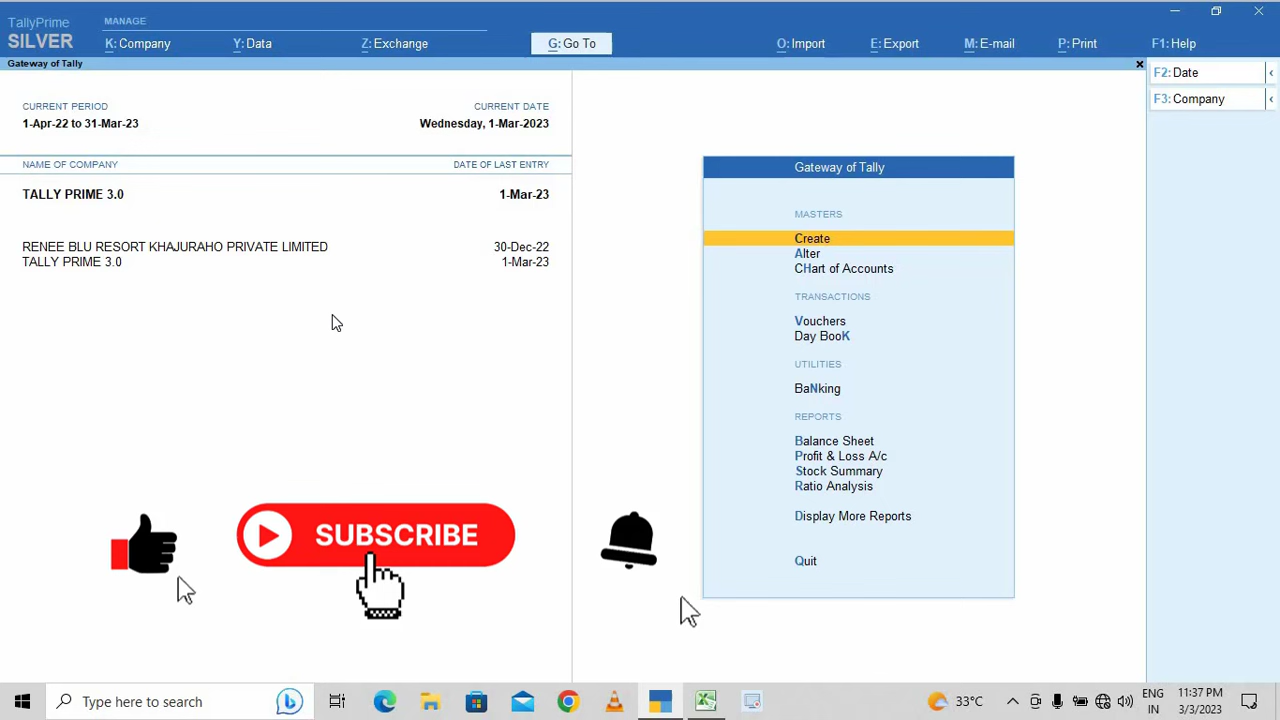 TallyPrime
SILVER
MANAGE
K: Company
Y: Data
Z: Exchange
G: Go To
O: Import
E: Export
M: E-mail
P: Print
F1: Help
Gateway of Tally
F2: Date
F3: Company
CURRENT PERIOD
CURRENT DATE
1-Apr-22 to 31-Mar-23
Wednesday, 1-Mar-2023
NAME OF COMPANY
DATE OF LAST ENTRY
TALLY PRIME 3.0
1-Mar-23
RENEE BLU RESORT KHAJURAHO PRIVATE LIMITED
30-Dec-22
TALLY PRIME 3.0
1-Mar-23
Gateway of Tally
MASTERS
Create
Alter
CHart of Accounts
TRANSACTIONS
Vouchers
Day BooK
UTILITIES
BaNking
REPORTS
Balance Sheet
Profit & Loss A/c
Stock Summary
Ratio Analysis
Display More Reports
Quit
SUBSCRIBE
Type here to search
33°C
ENG
IN
11:37 PM
3/3/2023